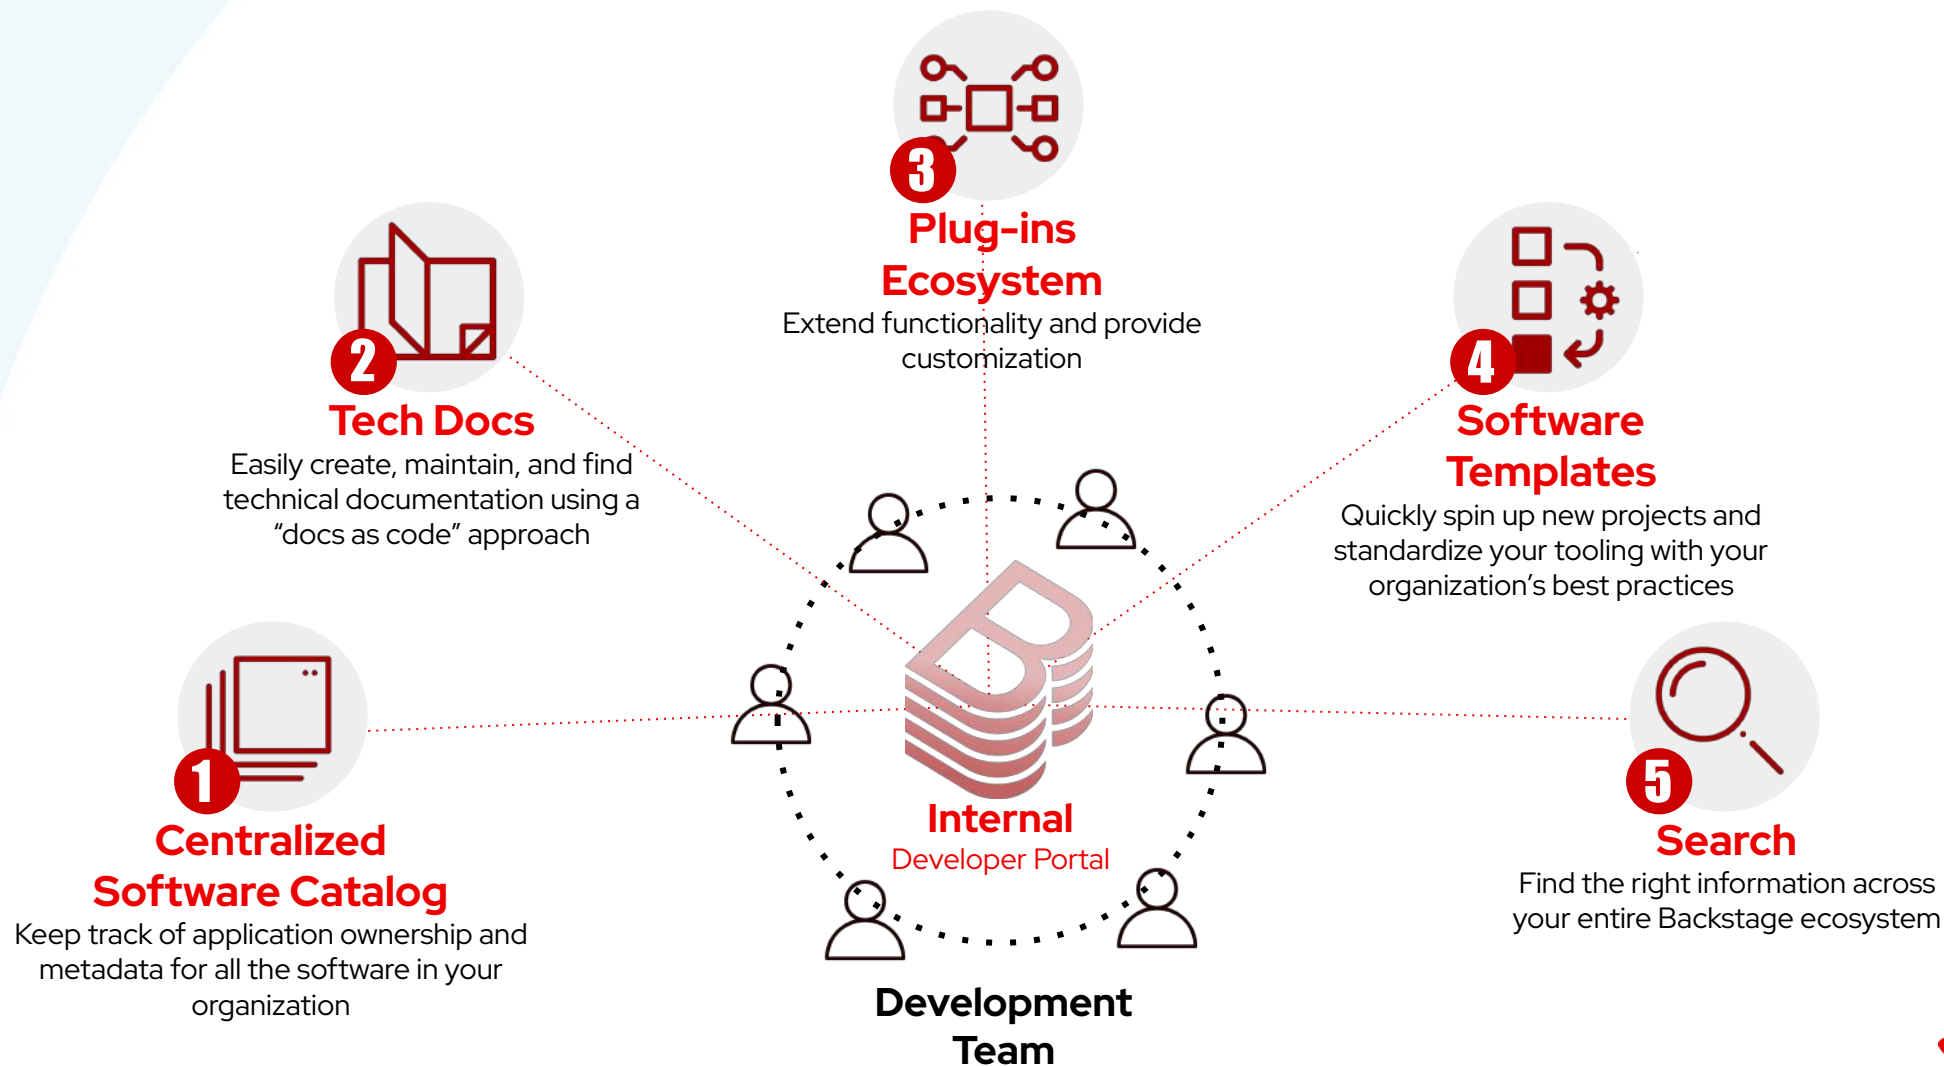 3
Plug-ins
Ecosystem
Extend functionality and provide
customization
2
Tech Docs
Easily create, maintain, and find
technical documentation using a
“docs as code” approach
4
Software
Templates
Quickly spin up new projects and
standardize your tooling with your
organization’s best practices
1
Centralized
Software Catalog
Keep track of application ownership and
metadata for all the software in your
organization
B
Internal
Developer Portal
5
Search
Find the right information across
your entire Backstage ecosystem
Development
Team